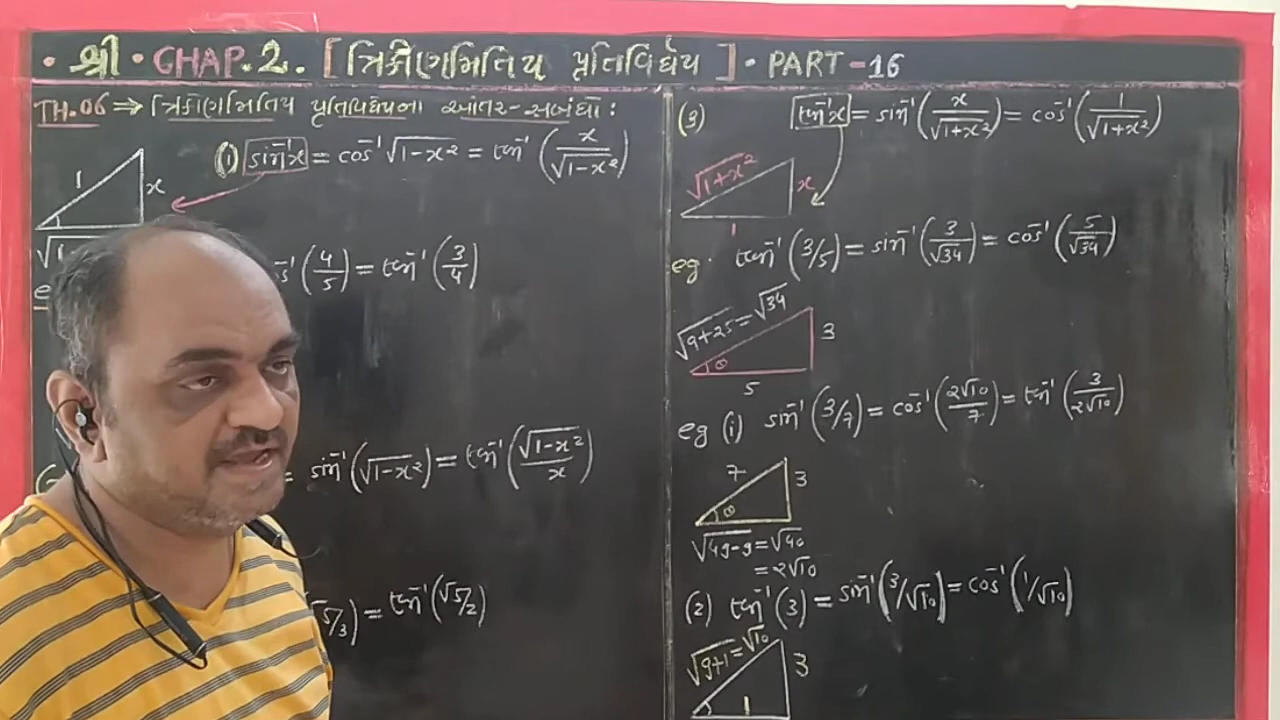 • શ્રી • CHAP.2. [ ત્રિકોણમિતિય પ્રતિવિધેય ] • PART - 16
TH.06 ⇒ ત્રિકોણમિતિય પ્રતિવિધેયના આંતર-સબંધો :
(1) sin⁻¹x = cos⁻¹√(1-x²) = tan⁻¹(x/√(1-x²))
1
x
(4/5) = tan⁻¹(3/4)
= sin⁻¹(√(1-x²)) = tan⁻¹(√(1-x²)/x)
= tan⁻¹(√5/2)
(3) tan⁻¹x = sin⁻¹(x/√(1+x²)) = cos⁻¹(1/√(1+x²))
√(1+x²)
x
1
eg. tan⁻¹(3/5) = sin⁻¹(3/√34) = cos⁻¹(5/√34)
√(9+25) = √34
3
θ
5
eg (i) sin⁻¹(3/7) = cos⁻¹(2√10/7) = tan⁻¹(3/2√10)
7
3
θ
√(49-9) = √40
= 2√10
(2) tan⁻¹(3) = sin⁻¹(3/√10) = cos⁻¹(1/√10)
√(9+1) = √10
3
1